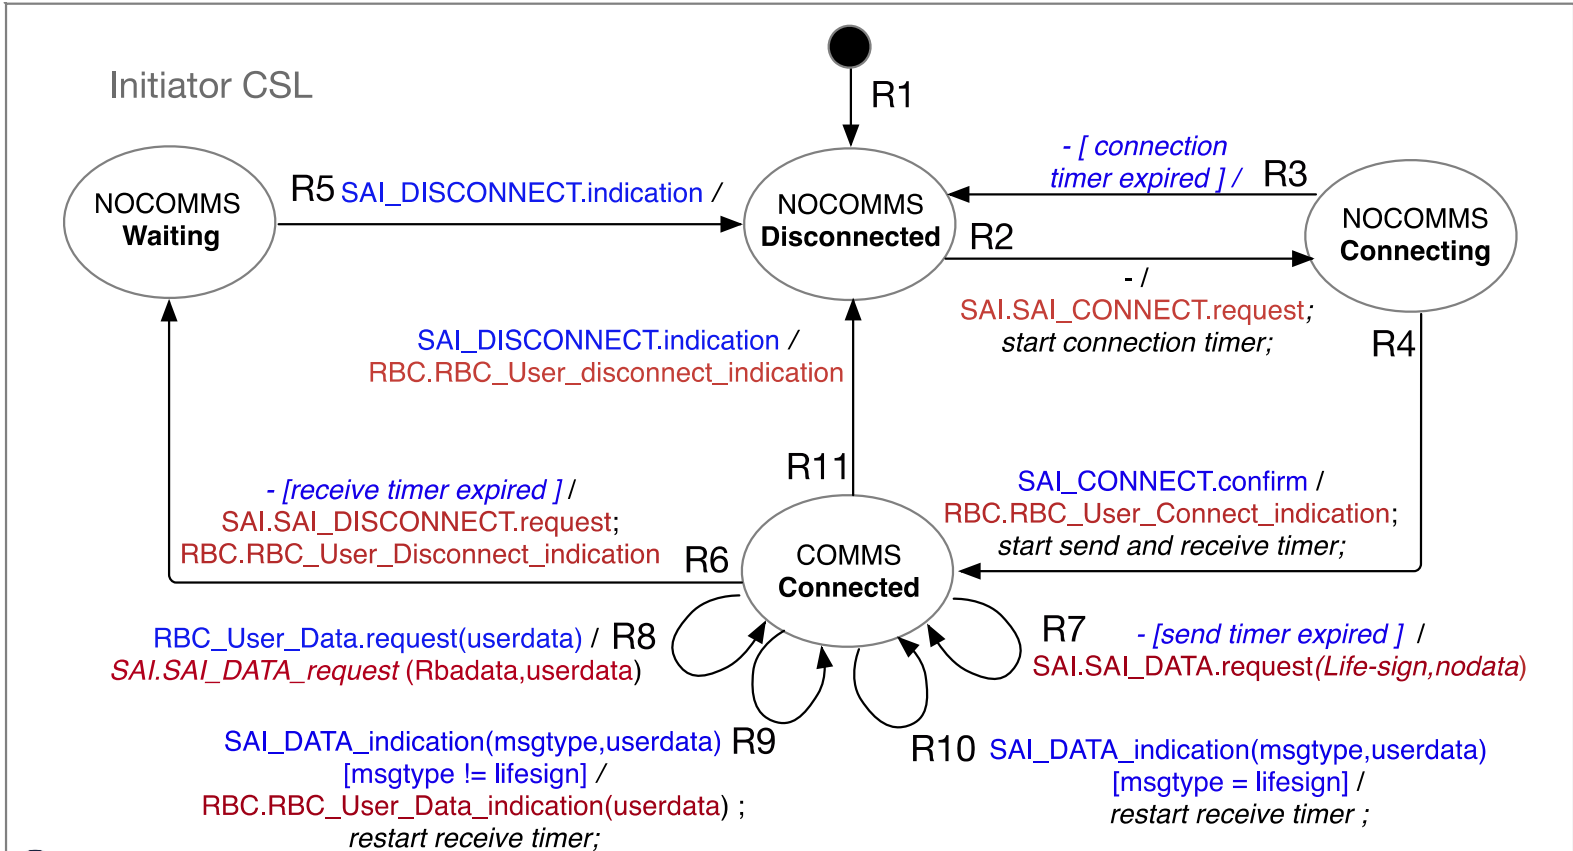 Initiator CSL
R1
- [ connection
timer expired ] /
R3
R5 SAI_DISCONNECT.indication /
NOCOMMS
Waiting
NOCOMMS
Disconnected
R2
NOCOMMS
Connecting
- /
SAI.SAI_CONNECT.request;
start connection timer;
R4
SAI_DISCONNECT.indication /
RBC.RBC_User_disconnect_indication
R11
- [receive timer expired ] /
SAI.SAI_DISCONNECT.request;
RBC.RBC_User_Disconnect_indication
R6
SAI_CONNECT.confirm /
RBC.RBC_User_Connect_indication;
start send and receive timer;
COMMS
Connected
RBC_User_Data.request(userdata) / R8
SAI.SAI_DATA_request (Rbadata,userdata)
R7 - [send timer expired ] /
SAI.SAI_DATA.request(Life-sign,nodata)
SAI_DATA_indication(msgtype,userdata) R9
[msgtype != lifesign] /
RBC.RBC_User_Data_indication(userdata) ;
restart receive timer;
R10 SAI_DATA_indication(msgtype,userdata)
[msgtype = lifesign] /
restart receive timer ;